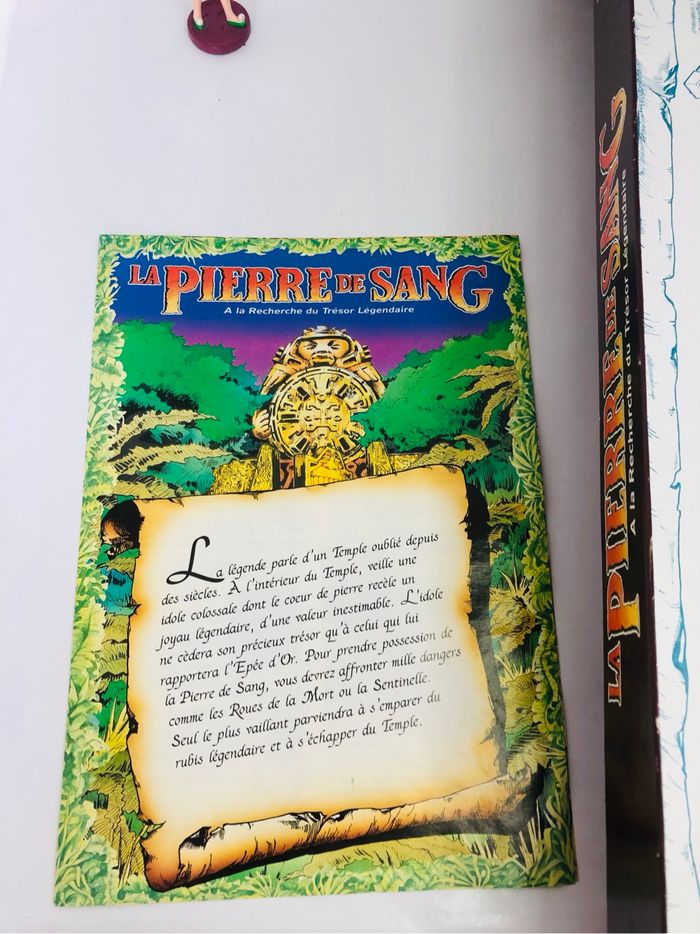 LA PIERRE DE SANG
A la Recherche du Trésor Légendaire
La légende parle d'un Temple oublié depuis
des siècles. À l'intérieur du Temple, veille une
idole colossale dont le coeur de pierre recèle un
joyau légendaire, d'une valeur inestimable. L'idole
ne cèdera son précieux trésor qu'à celui qui lui
rapportera l'Epée d'Or. Pour prendre possession de
la Pierre de Sang, vous devrez affronter mille dangers
comme les Roues de la Mort ou la Sentinelle.
Seul le plus vaillant parviendra à s'emparer du
rubis légendaire et à s'échapper du Temple.
LA PIERRE DE SANG
A la Recherche du Trésor Légendaire